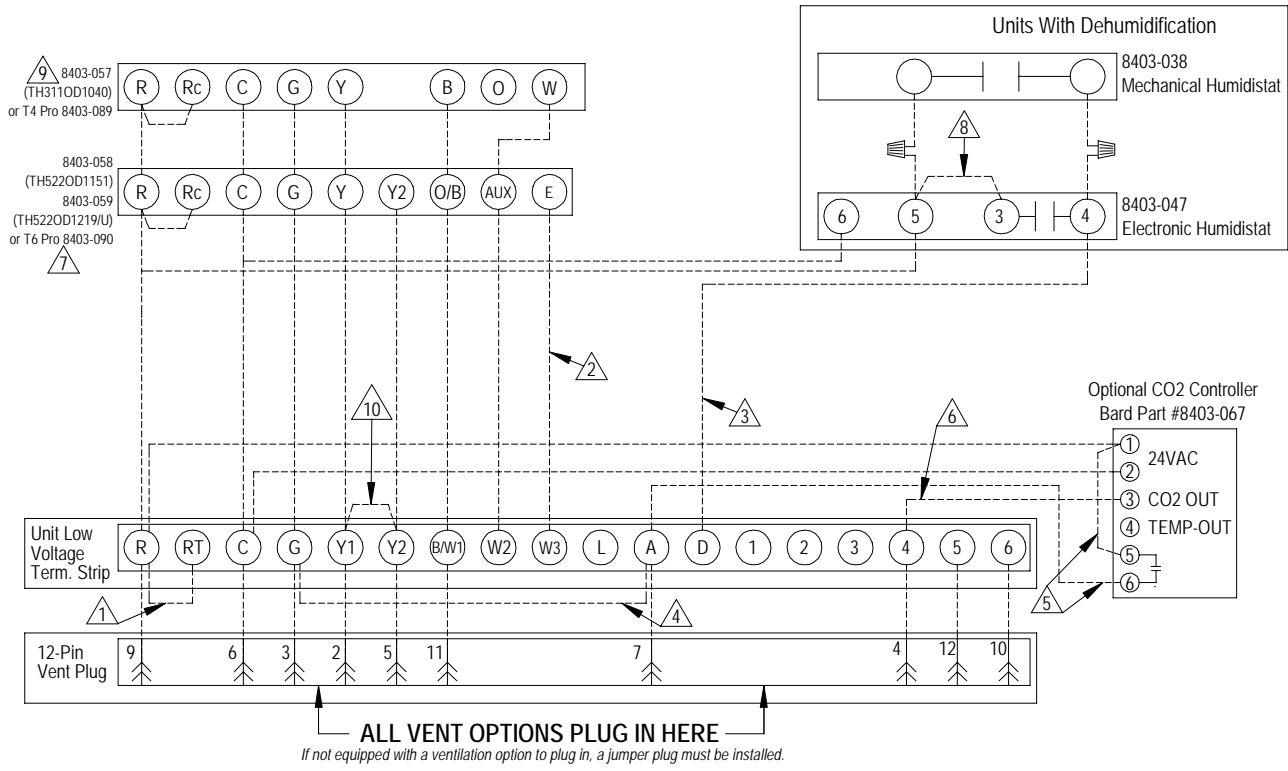 Units With Dehumidification
8403-038
Mechanical Humidistat
8
6 5 3 4
8403-047
Electronic Humidistat
9 8403-057
(TH311OD1040)
or T4 Pro 8403-089
R Rc C G Y B O W
8403-058
(TH522OD1151)
8403-059
(TH522OD1219/U)
or T6 Pro 8403-090
7
R Rc C G Y Y2 O/B AUX E
2
3
10
6
Optional CO2 Controller
Bard Part #8403-067
1 24VAC
2
3 CO2 OUT
4 TEMP-OUT
5
6
5
Unit Low
Voltage
Term. Strip
R RT C G Y1 Y2 B/W1 W2 W3 L A D 1 2 3 4 5 6
1
4
12-Pin
Vent Plug
9 6 3 2 5 11 7 4 12 10
ALL VENT OPTIONS PLUG IN HERE
If not equipped with a ventilation option to plug in, a jumper plug must be installed.